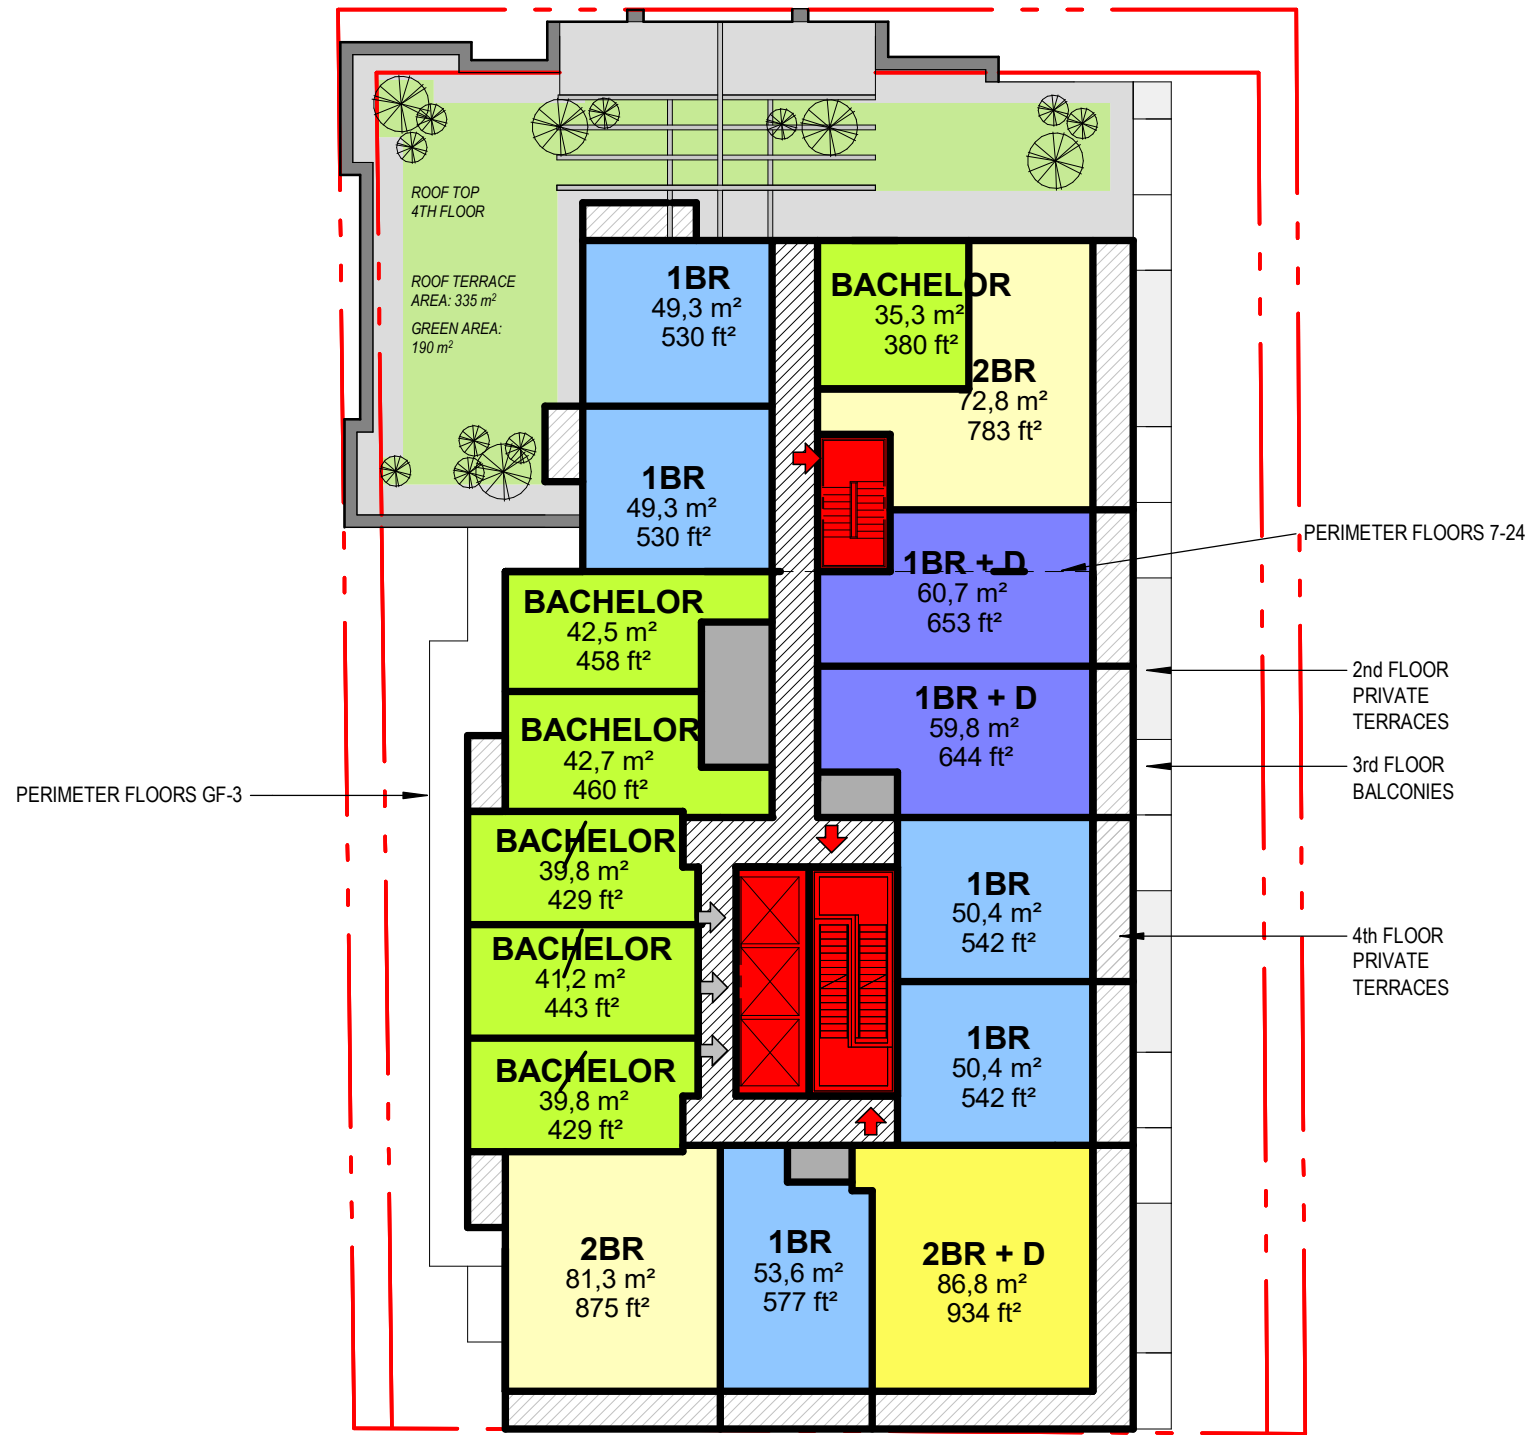 ROOF TOP
4TH FLOOR
ROOF TERRACE
AREA: 335 m²
GREEN AREA:
190 m²
1BR
49,3 m²
530 ft²
BACHELOR
35,3 m²
380 ft²
2BR
72,8 m²
783 ft²
1BR
49,3 m²
530 ft²
1BR + D
60,7 m²
653 ft²
PERIMETER FLOORS 7-24
BACHELOR
42,5 m²
458 ft²
1BR + D
59,8 m²
644 ft²
2nd FLOOR
PRIVATE
TERRACES
BACHELOR
42,7 m²
460 ft²
3rd FLOOR
BALCONIES
PERIMETER FLOORS GF-3
BACHELOR
39,8 m²
429 ft²
1BR
50,4 m²
542 ft²
4th FLOOR
PRIVATE
TERRACES
BACHELOR
41,2 m²
443 ft²
1BR
50,4 m²
542 ft²
BACHELOR
39,8 m²
429 ft²
2BR
81,3 m²
875 ft²
1BR
53,6 m²
577 ft²
2BR + D
86,8 m²
934 ft²